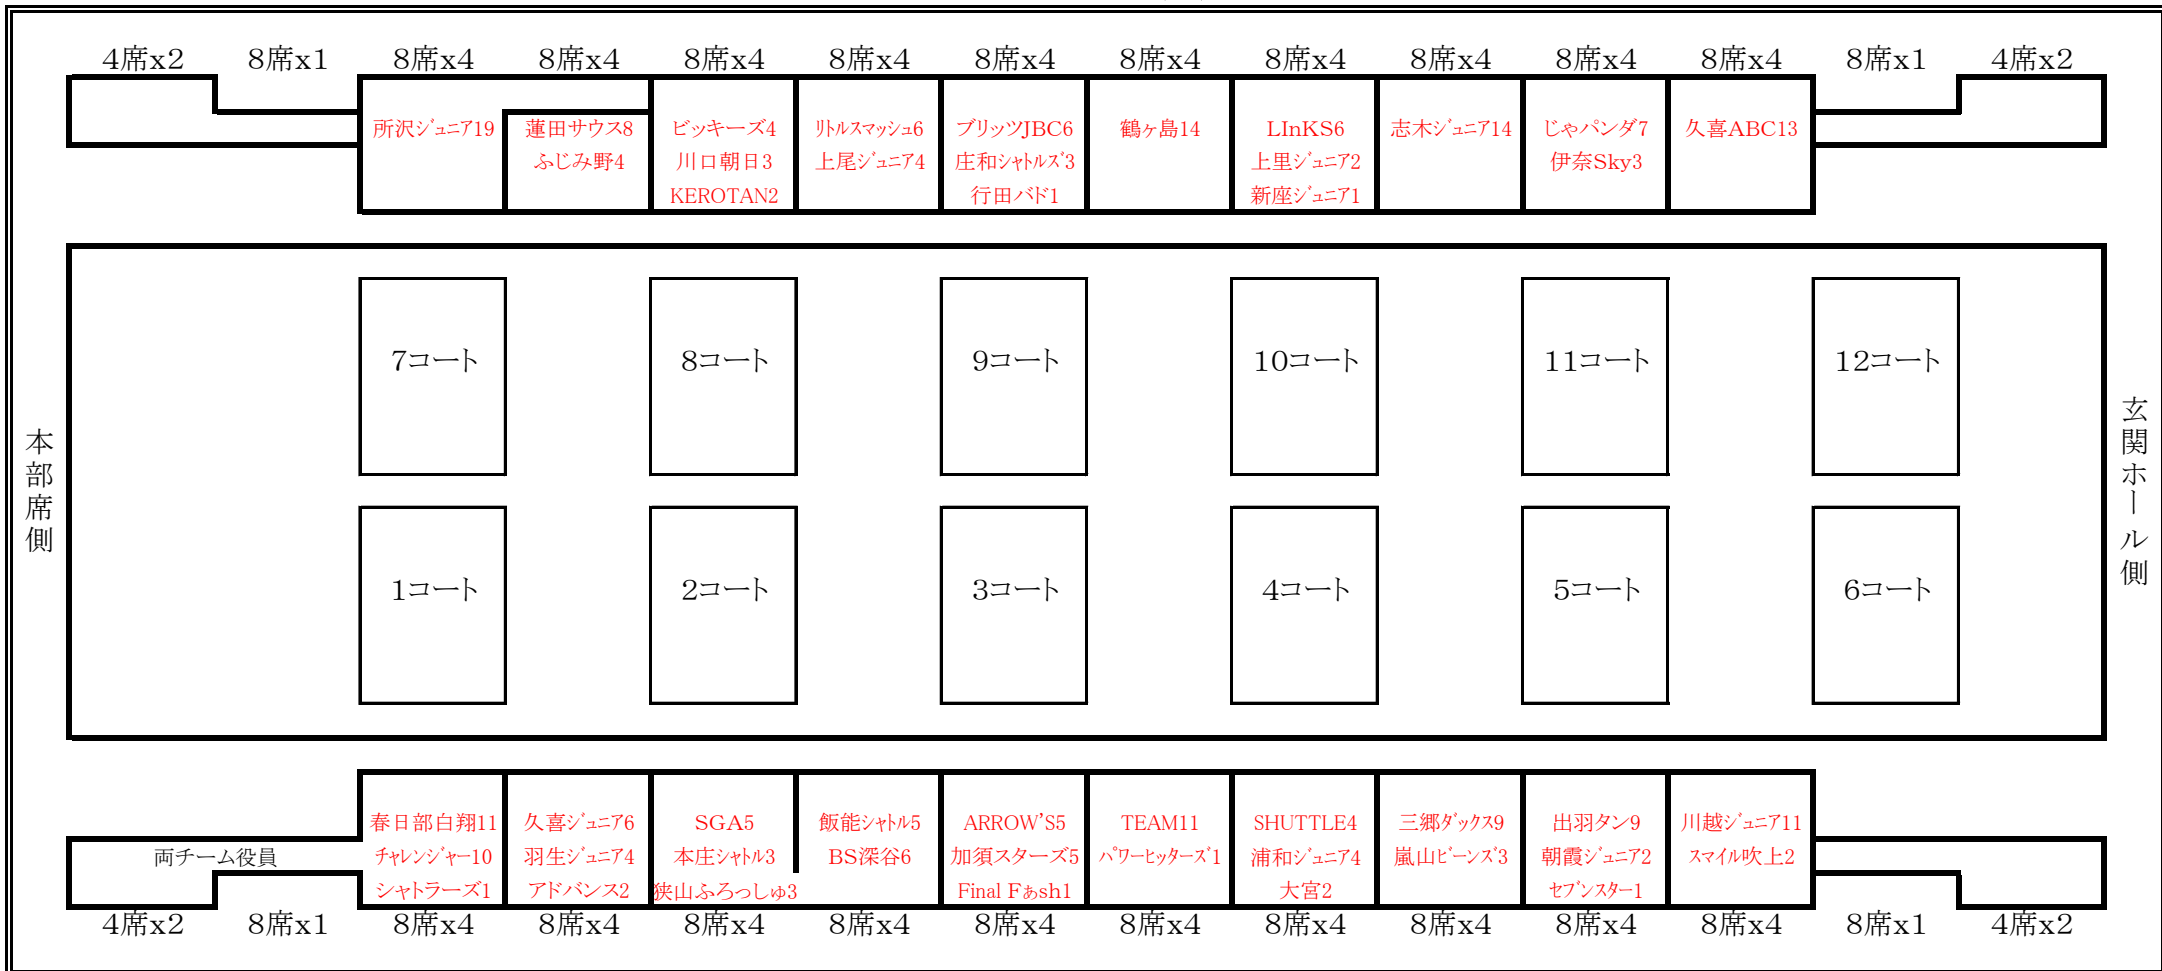 4席x2 8席x1 8席x4 8席x4 8席x4 8席x4 8席x4 8席x4 8席x4 8席x4 8席x4 8席x4 8席x1 4席x2
所沢ジュニア19 蓮田サウス8 ビッキーズ4 リトルスマッシュ6 ブリッツJBC6 鶴ヶ島14 LInKS6 志木ジュニア14 じゃパンダ7 久喜ABC13
ふじみ野4 川口朝日3 上尾ジュニア4 庄和シャトルズ3 上里ジュニア2 伊奈Sky3
KEROTAN2 行田バド1 新座ジュニア1
7コート 8コート 9コート 10コート 11コート 12コート
本部席側
玄関ホール側
1コート 2コート 3コート 4コート 5コート 6コート
春日部白翔11 久喜ジュニア6 SGA5 飯能シャトル5 ARROW'S5 TEAM11 SHUTTLE4 三郷ダックス9 出羽タン9 川越ジュニア11
両チーム役員 チャレンジャー10 羽生ジュニア4 本庄シャトル3 BS深谷6 加須スターズ5 パワーヒッターズ1 浦和ジュニア4 嵐山ビーンズ3 朝霞ジュニア2 スマイル吹上2
シャトラーズ1 アドバンス2 狭山ふろっしゅ3 Final Fあsh1 大宮2 セブンスター1
4席x2 8席x1 8席x4 8席x4 8席x4 8席x4 8席x4 8席x4 8席x4 8席x4 8席x4 8席x4 8席x1 4席x2